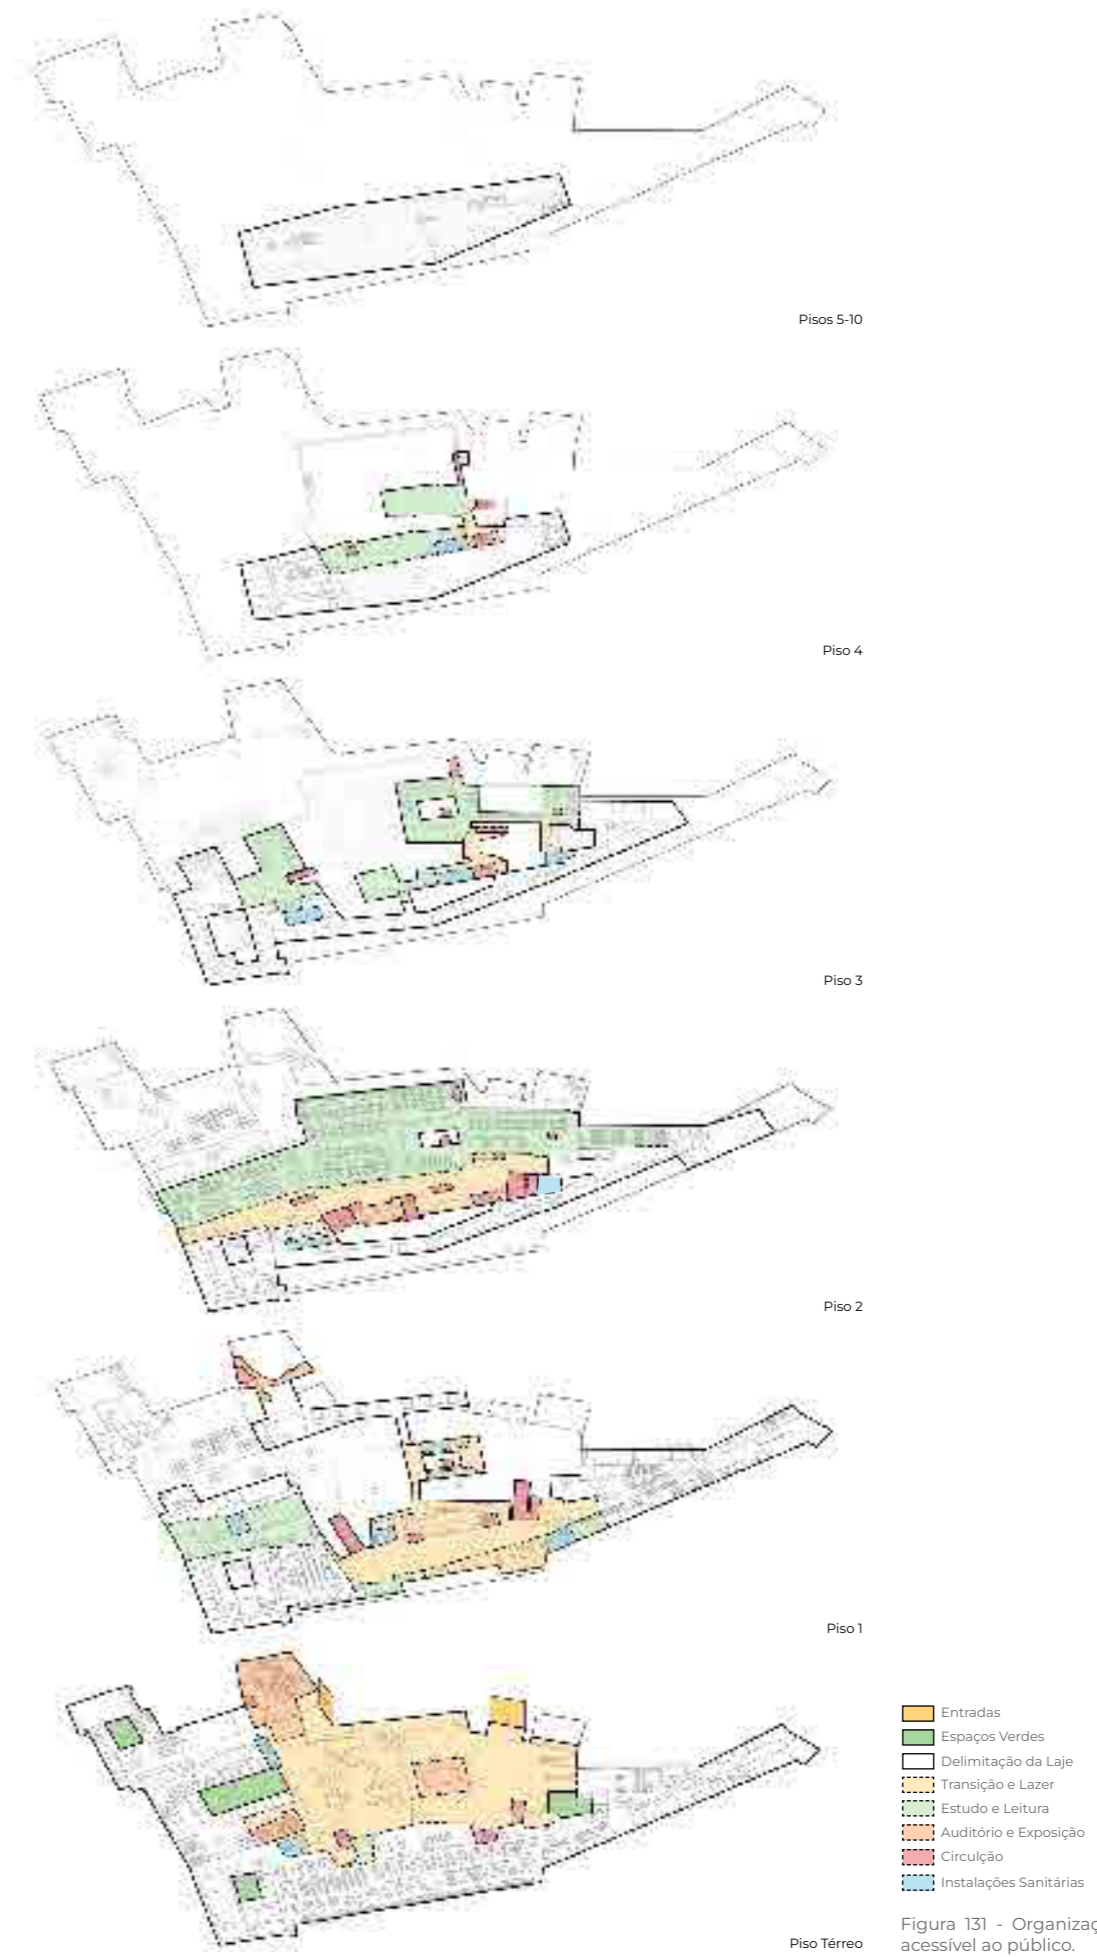 Pisos 5-10
Piso 4
Piso 3
Piso 2
Piso 1
Piso Térreo
Entradas
Espaços Verdes
Delimitação da Laje
Transição e Lazer
Estudo e Leitura
Auditório e Exposição
Circulção
Instalações Sanitárias
Figura 131 - Organizaç
acessível ao público.